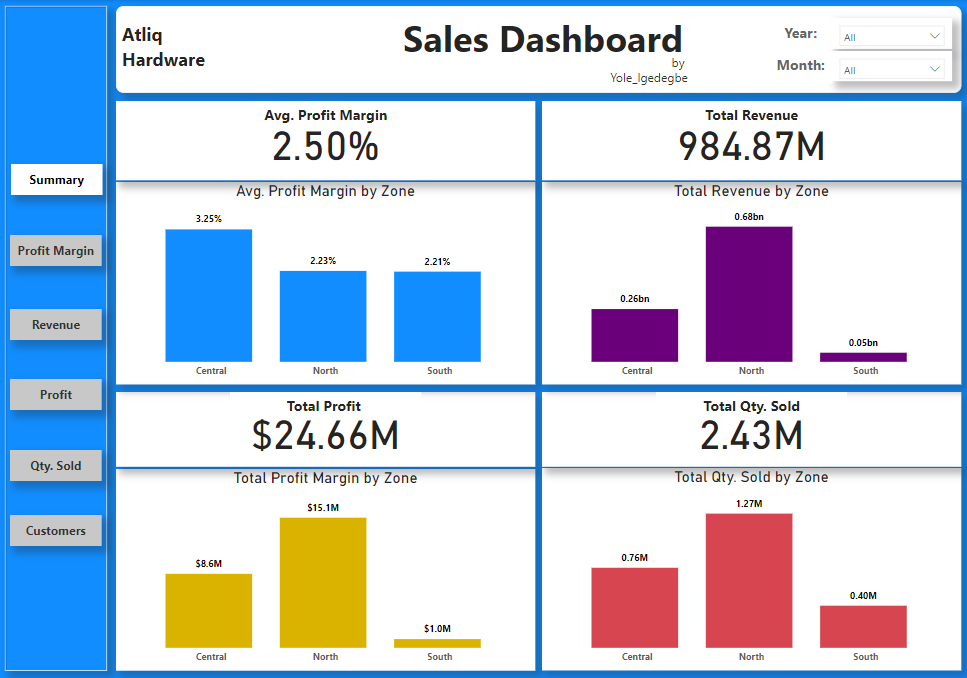 Atliq
Hardware
Sales Dashboard
by
Yole_Igedegbe
Year:
All
Month:
All
Summary
Profit Margin
Revenue
Profit
Qty. Sold
Customers
Avg. Profit Margin
2.50%
Avg. Profit Margin by Zone
3.25%
2.23%
2.21%
Central
North
South
Total Revenue
984.87M
Total Revenue by Zone
0.68bn
0.26bn
0.05bn
Central
North
South
Total Profit
$24.66M
Total Profit Margin by Zone
$15.1M
$8.6M
$1.0M
Central
North
South
Total Qty. Sold
2.43M
Total Qty. Sold by Zone
1.27M
0.76M
0.40M
Central
North
South